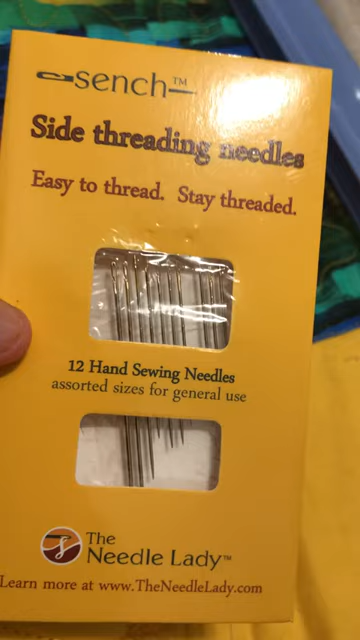 sench™
Side threading needles
Easy to thread. Stay threaded.
12 Hand Sewing Needles
assorted sizes for general use
The
Needle Lady™
Learn more at www.TheNeedleLady.com